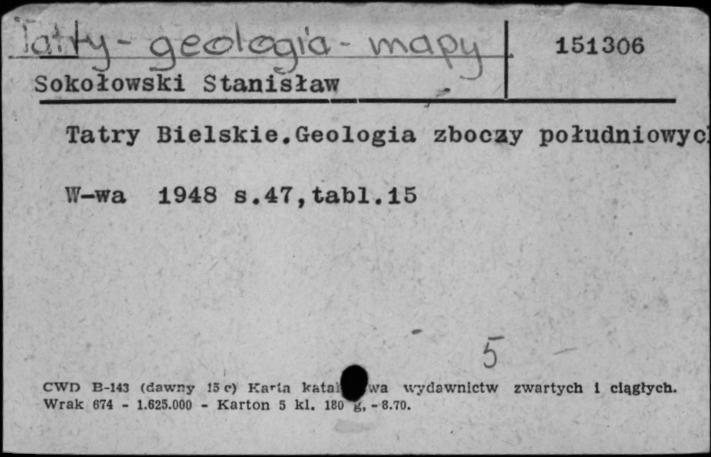 Tatry - geologia - mapy
151306
Sokołowski Stanisław
Tatry Bielskie.Geologia zboczy południowyc
W-wa 1948 s.47,tabl.15
5
CWD B-143 (dawny 15 c) Karta katal wa wydawnictw zwartych i ciągłych.
Wrak 674 - 1.625.000 - Karton 5 kl. 180 g, - 8.70.